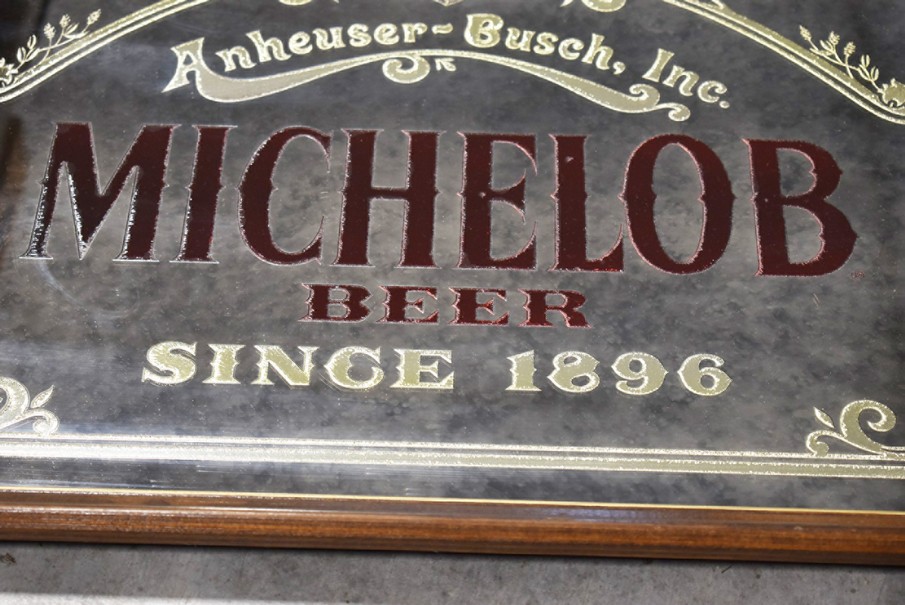 Anheuser-Busch, Inc.
MICHELOB
BEER
SINCE 1896